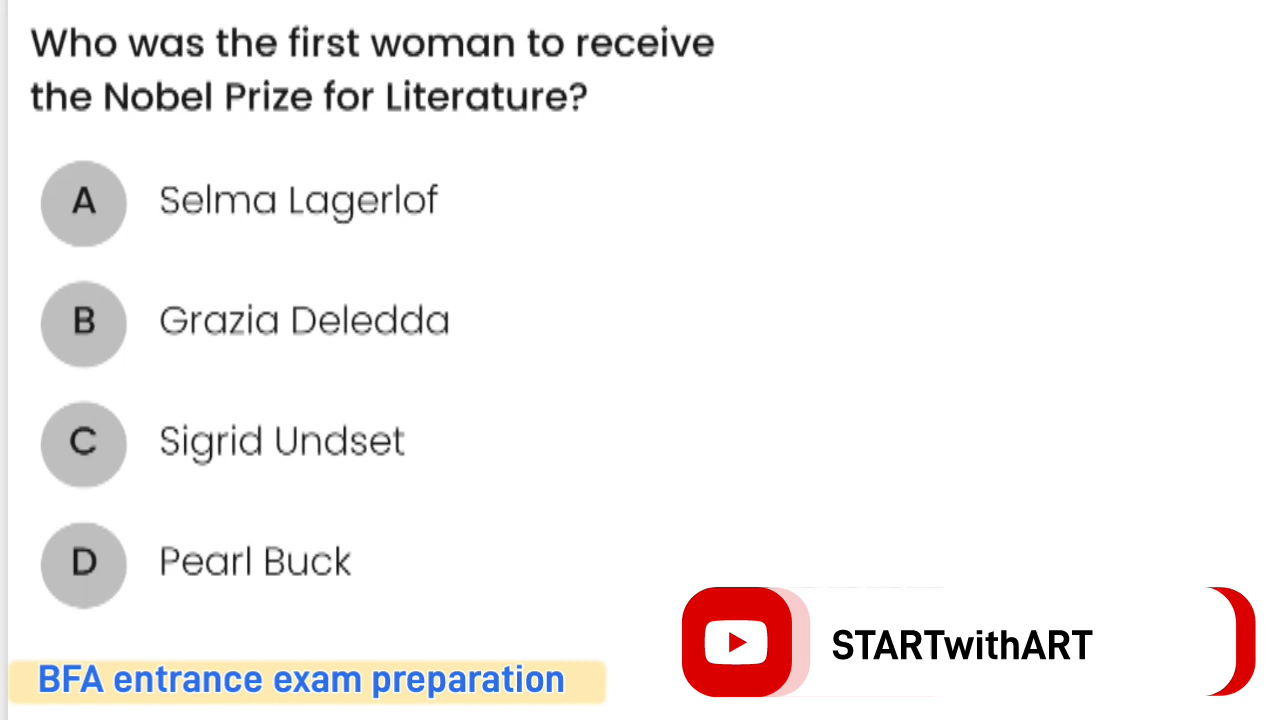 Who was the first woman to receive
the Nobel Prize for Literature?
A Selma Lagerlof
B Grazia Deledda
C Sigrid Undset
D Pearl Buck
BFA entrance exam preparation
STARTwithART